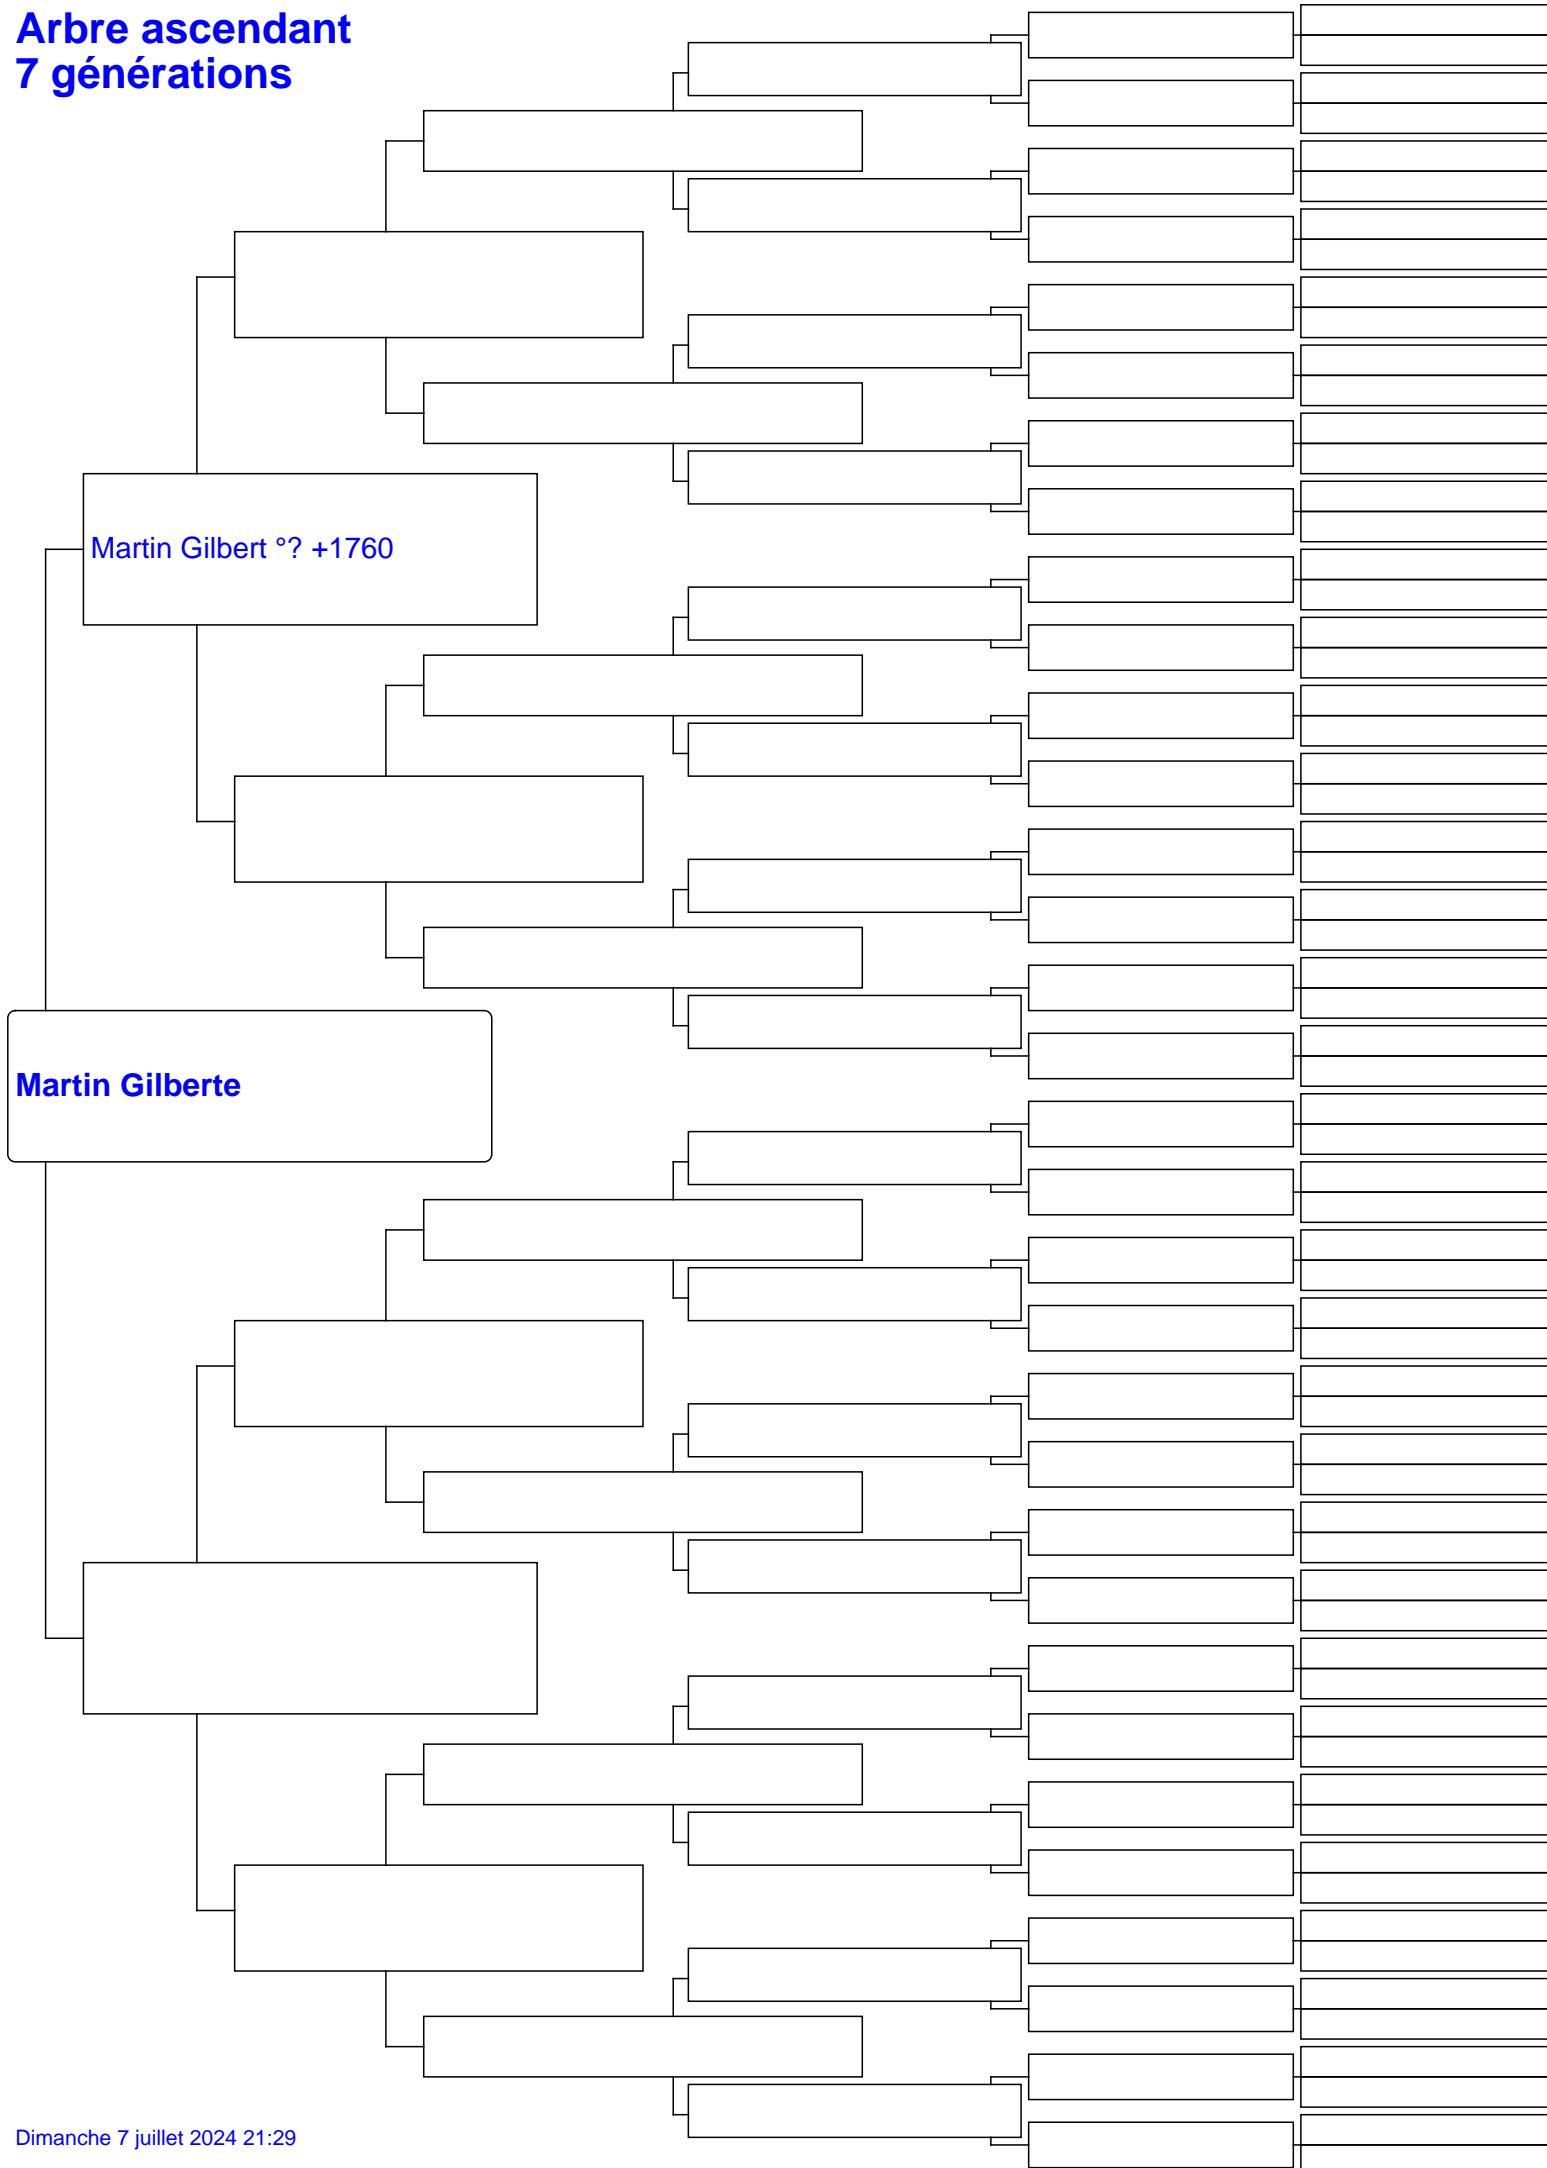 Arbre ascendant
7 générations
Martin Gilbert °? +1760
Martin Gilberte
Dimanche 7 juillet 2024 21:29